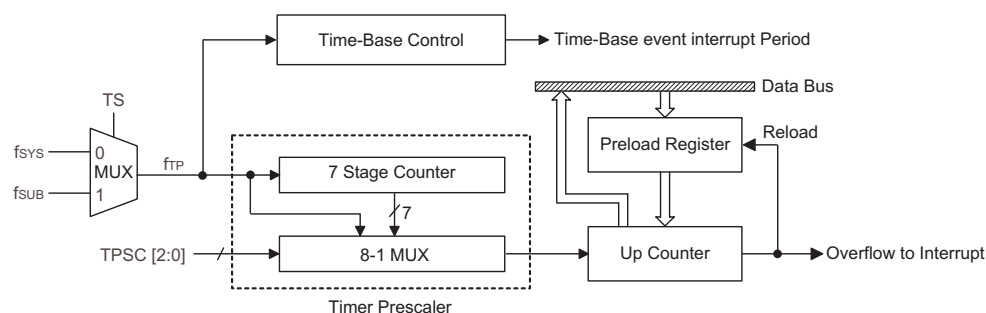 Time-Base Control
Time-Base event interrupt Period
Data Bus
TS
Preload Register
Reload
fSYS
0
MUX
fTP
7 Stage Counter
fSUB
1
7
TPSC [2:0]
8-1 MUX
Up Counter
Overflow to Interrupt
Timer Prescaler